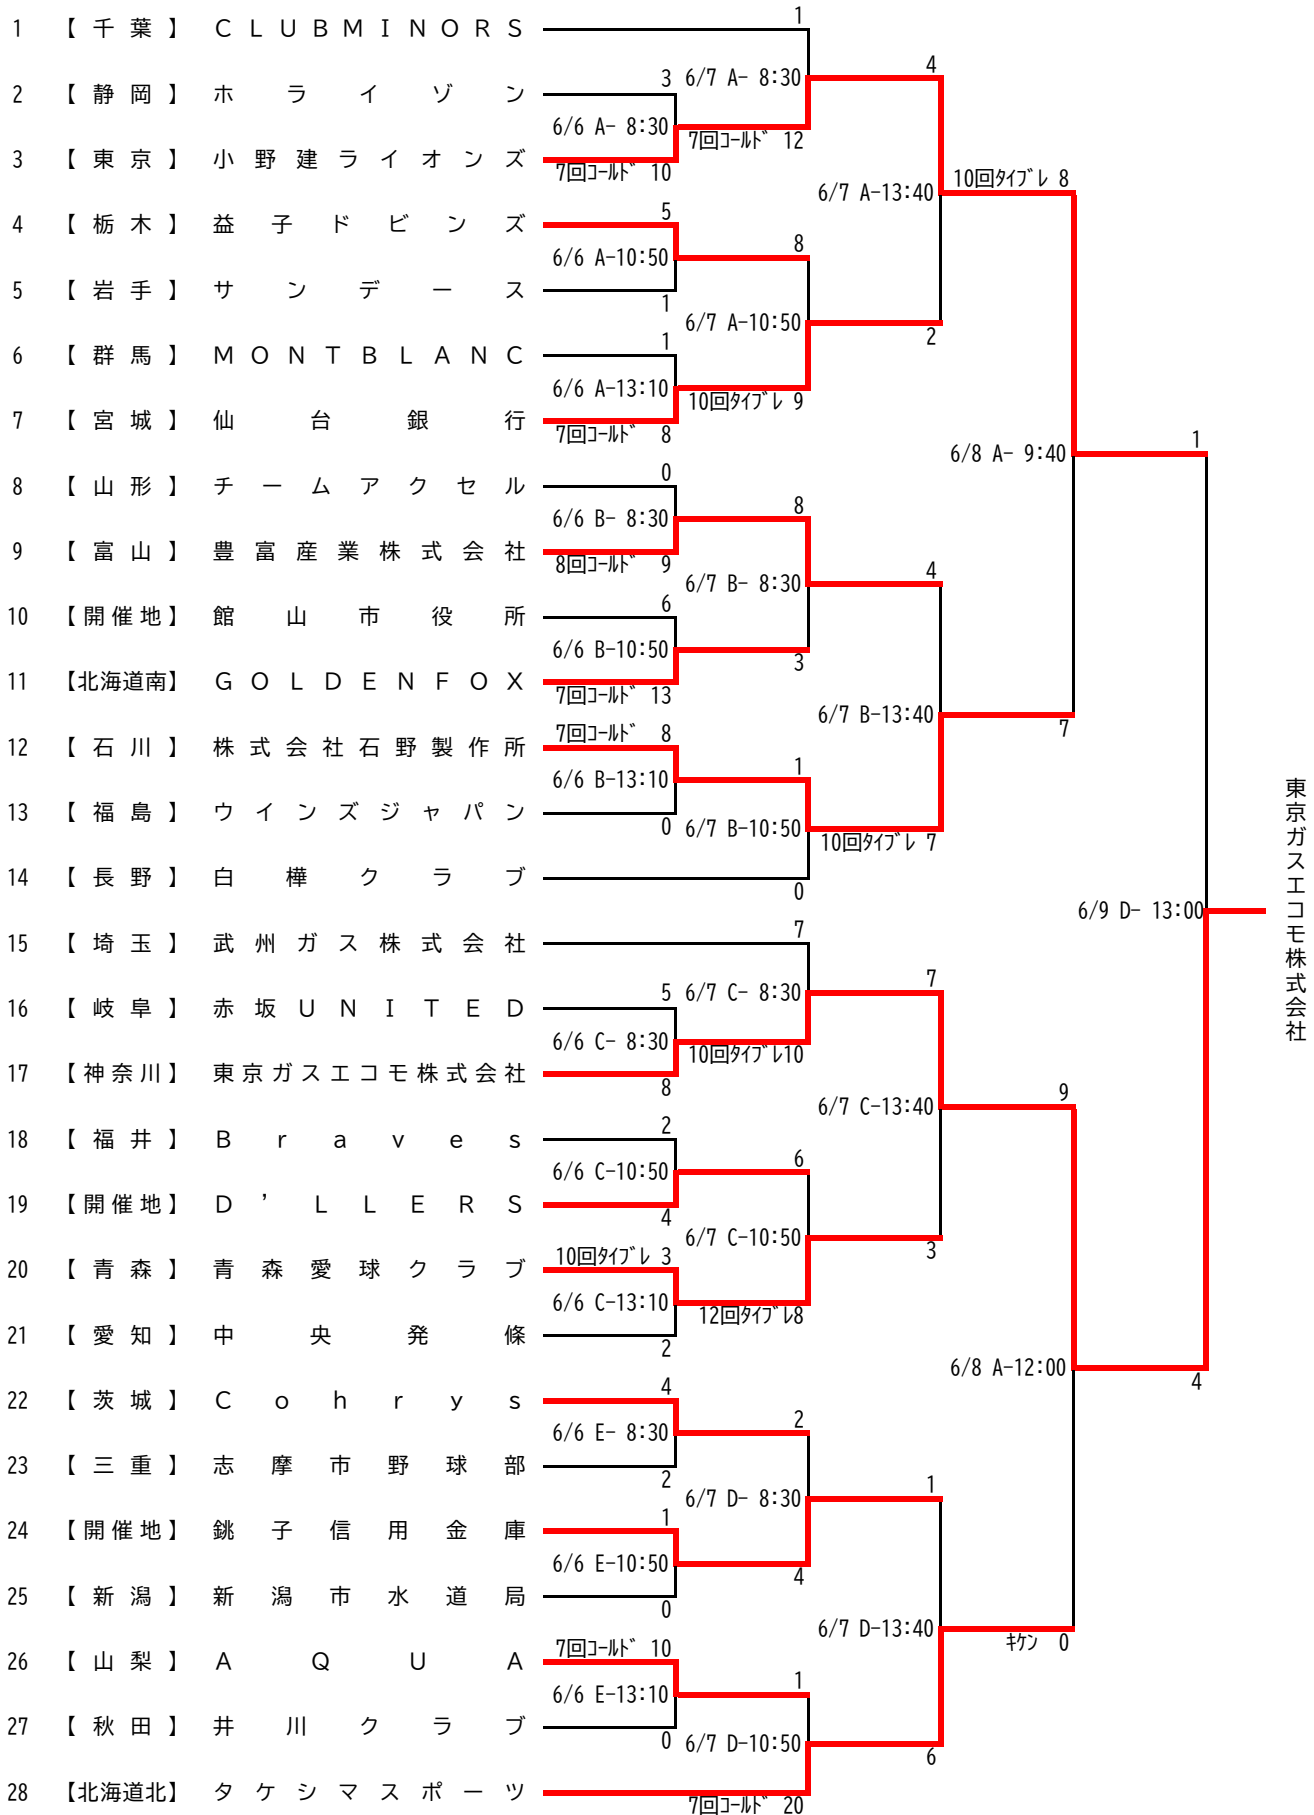 1 【千葉】 ＣＬＵＢＭＩＮＯＲＳ 1
6/7 A- 8:30 4
2 【静岡】 ホライゾン 3
6/6 A- 8:30
7回ｺｰﾙﾄﾞ 12
3 【東京】 小野建ライオンズ
7回ｺｰﾙﾄﾞ 10
6/7 A-13:40 10回ﾀｲﾌﾞﾚ 8
4 【栃木】 益子ドビンズ 5
6/6 A-10:50 8
5 【岩手】 サンデース
1
6/7 A-10:50 2
6 【群馬】 ＭＯＮＴＢＬＡＮＣ 1
6/6 A-13:10 10回ﾀｲﾌﾞﾚ 9
7 【宮城】 仙台銀行
7回ｺｰﾙﾄﾞ 8
6/8 A- 9:40 1
8 【山形】 チームアクセル 0
6/6 B- 8:30 8
9 【富山】 豊富産業株式会社
8回ｺｰﾙﾄﾞ 9
6/7 B- 8:30 4
10 【開催地】 館山市役所 6
6/6 B-10:50 3
11 【北海道南】 ＧＯＬＤＥＮＦＯＸ
7回ｺｰﾙﾄﾞ 13
6/7 B-13:40 7
12 【石川】 株式会社石野製作所 7回ｺｰﾙﾄﾞ 8
6/6 B-13:10 1
13 【福島】 ウインズジャパン
0 6/7 B-10:50 10回ﾀｲﾌﾞﾚ 7
14 【長野】 白樺クラブ 0
6/9 D- 13:00
東京ガスエコモ株式会社
15 【埼玉】 武州ガス株式会社 7
6/7 C- 8:30 7
16 【岐阜】 赤坂ＵＮＩＴＥＤ 5
6/6 C- 8:30 10回ﾀｲﾌﾞﾚ10
17 【神奈川】 東京ガスエコモ株式会社
8
6/7 C-13:40 9
18 【福井】 Ｂｒａｖｅｓ 2
6/6 C-10:50 6
19 【開催地】 Ｄ’ＬＬＥＲＳ
4
6/7 C-10:50 3
20 【青森】 青森愛球クラブ 10回ﾀｲﾌﾞﾚ 3
6/6 C-13:10 12回ﾀｲﾌﾞﾚ8
21 【愛知】 中央発條
2
6/8 A-12:00 4
22 【茨城】 Ｃｏｈｒｙｓ 4
6/6 E- 8:30 2
23 【三重】 志摩市野球部
2
6/7 D- 8:30 1
24 【開催地】 銚子信用金庫 1
6/6 E-10:50 4
25 【新潟】 新潟市水道局
0
6/7 D-13:40 ｷｹﾝ 0
26 【山梨】 ＡＱＵＡ 7回ｺｰﾙﾄﾞ 10
6/6 E-13:10 1
27 【秋田】 井川クラブ
0 6/7 D-10:50 6
28 【北海道北】 タケシマスポーツ
7回ｺｰﾙﾄﾞ 20